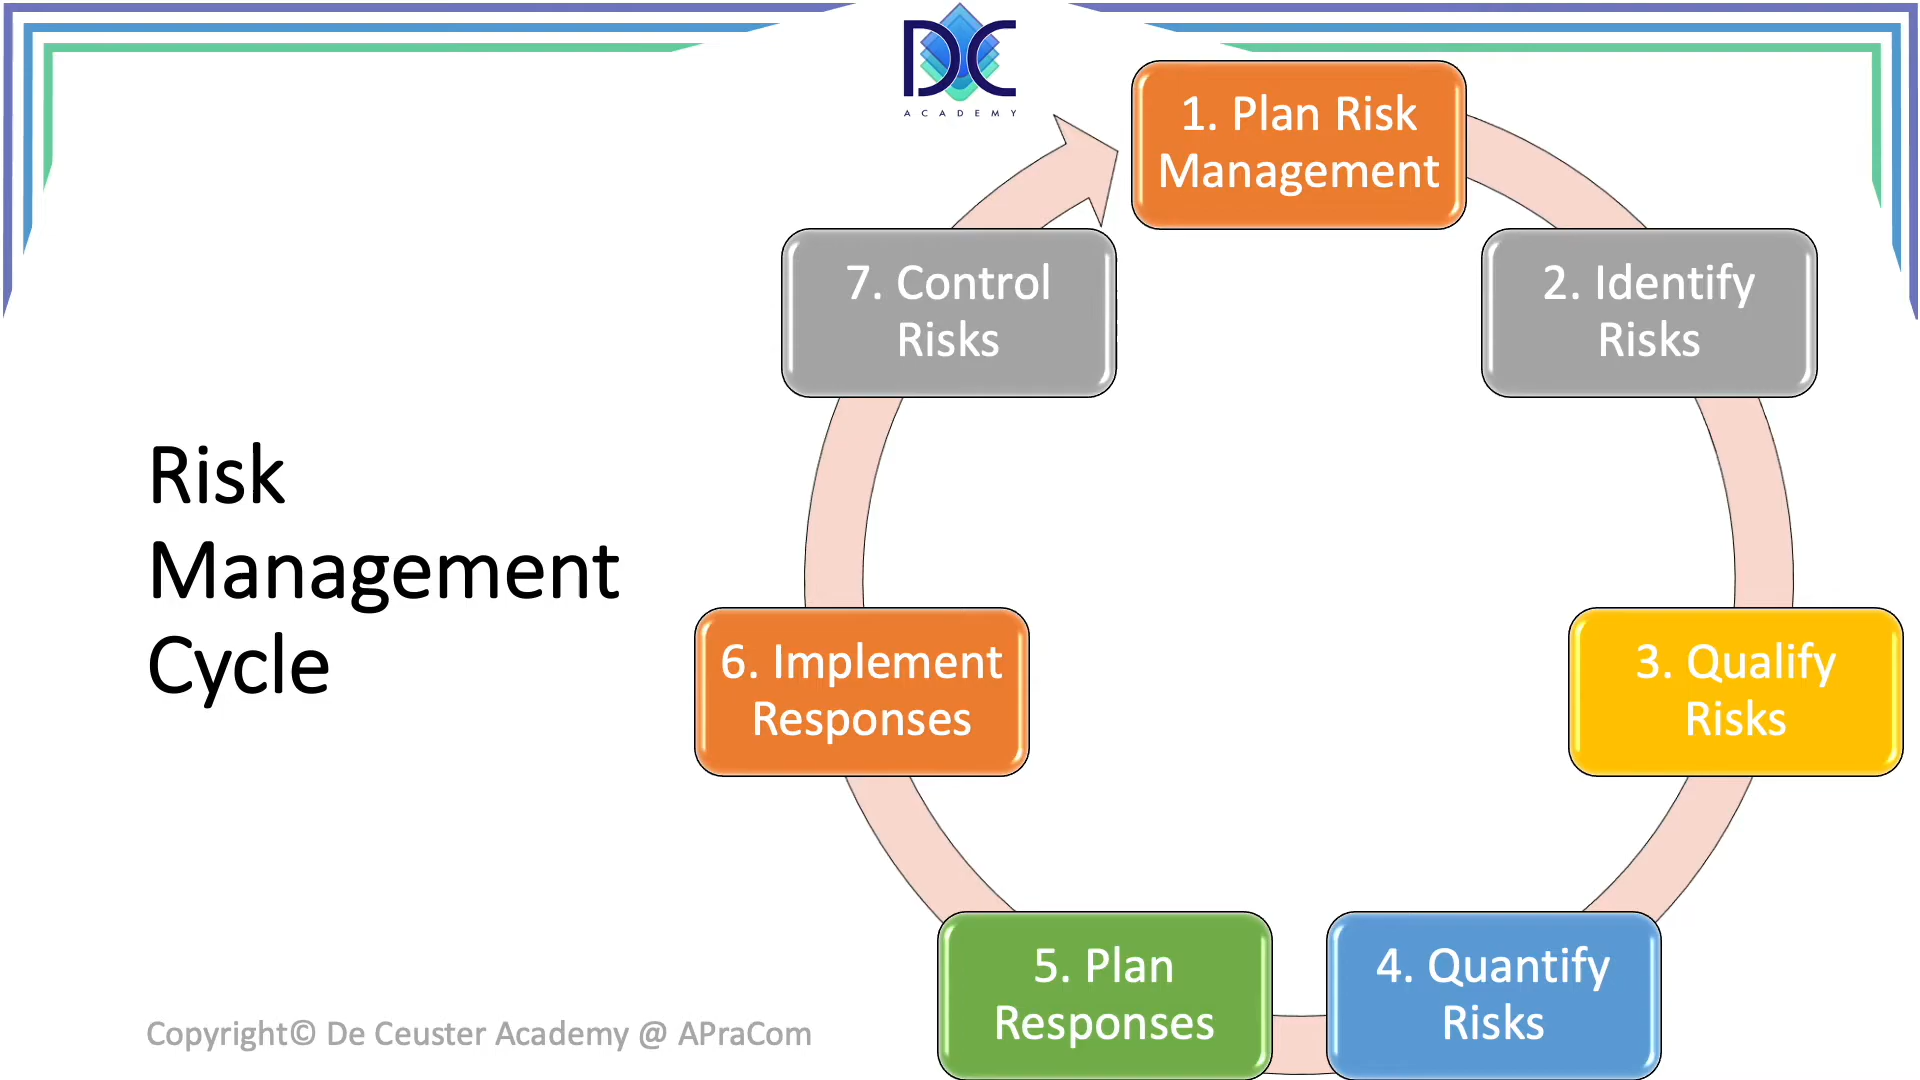 DC
ACADEMY
1. Plan Risk
Management
2. Identify
Risks
3. Qualify
Risks
4. Quantify
Risks
5. Plan
Responses
6. Implement
Responses
7. Control
Risks
Risk
Management
Cycle
Copyright© De Ceuster Academy @ APraCom